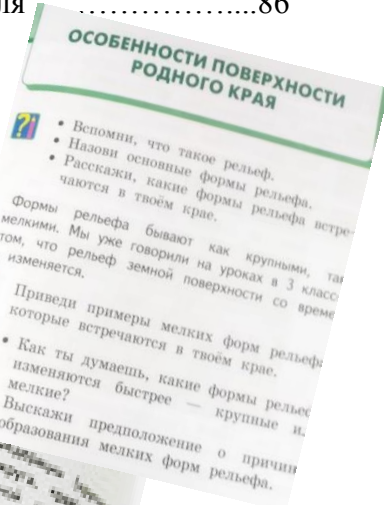 ля ....................86
ОСОБЕННОСТИ ПОВЕРХНОСТИ
РОДНОГО КРАЯ
• Вспомни, что такое рельеф.
• Назови основные формы рельефа.
• Расскажи, какие формы рельефа встре-
чаются в твоём крае.
Формы рельефа бывают как крупными, та
мелкими. Мы уже говорили на уроках в 3 класс
том, что рельеф земной поверхности со време
изменяется.
Приведи примеры мелких форм рельефа
которые встречаются в твоём крае.
• Как ты думаешь, какие формы рельеф
изменяются быстрее — крупные и
мелкие?
Выскажи предположение о причин
образования мелких форм рельефа.